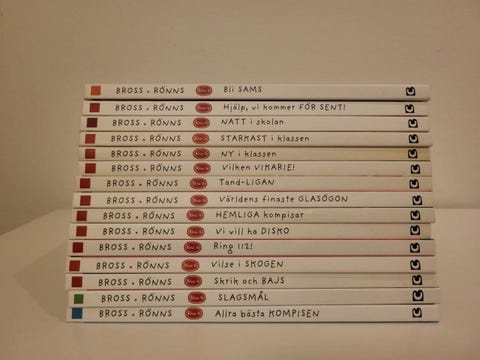 BROSS • RÖNNS Klass 1B Bli SAMS
BROSS • RÖNNS Hjälp, vi kommer FÖR SENT!
BROSS • RÖNNS NATT i skolan
BROSS • RÖNNS STARKAST i klassen
BROSS • RÖNNS NY i klassen
BROSS • RÖNNS Vilken VIKARIE!
BROSS • RÖNNS Tand-LIGAN
BROSS • RÖNNS Världens finaste GLASÖGON
BROSS • RÖNNS HEMLIGA kompisar
BROSS • RÖNNS Vi vill ha DISKO
BROSS • RÖNNS Ring 112!
BROSS • RÖNNS Vilse i SKOGEN
BROSS • RÖNNS Skrik och BAJS
BROSS • RÖNNS SLAGSMÅL
BROSS • RÖNNS Allra bästa KOMPISEN